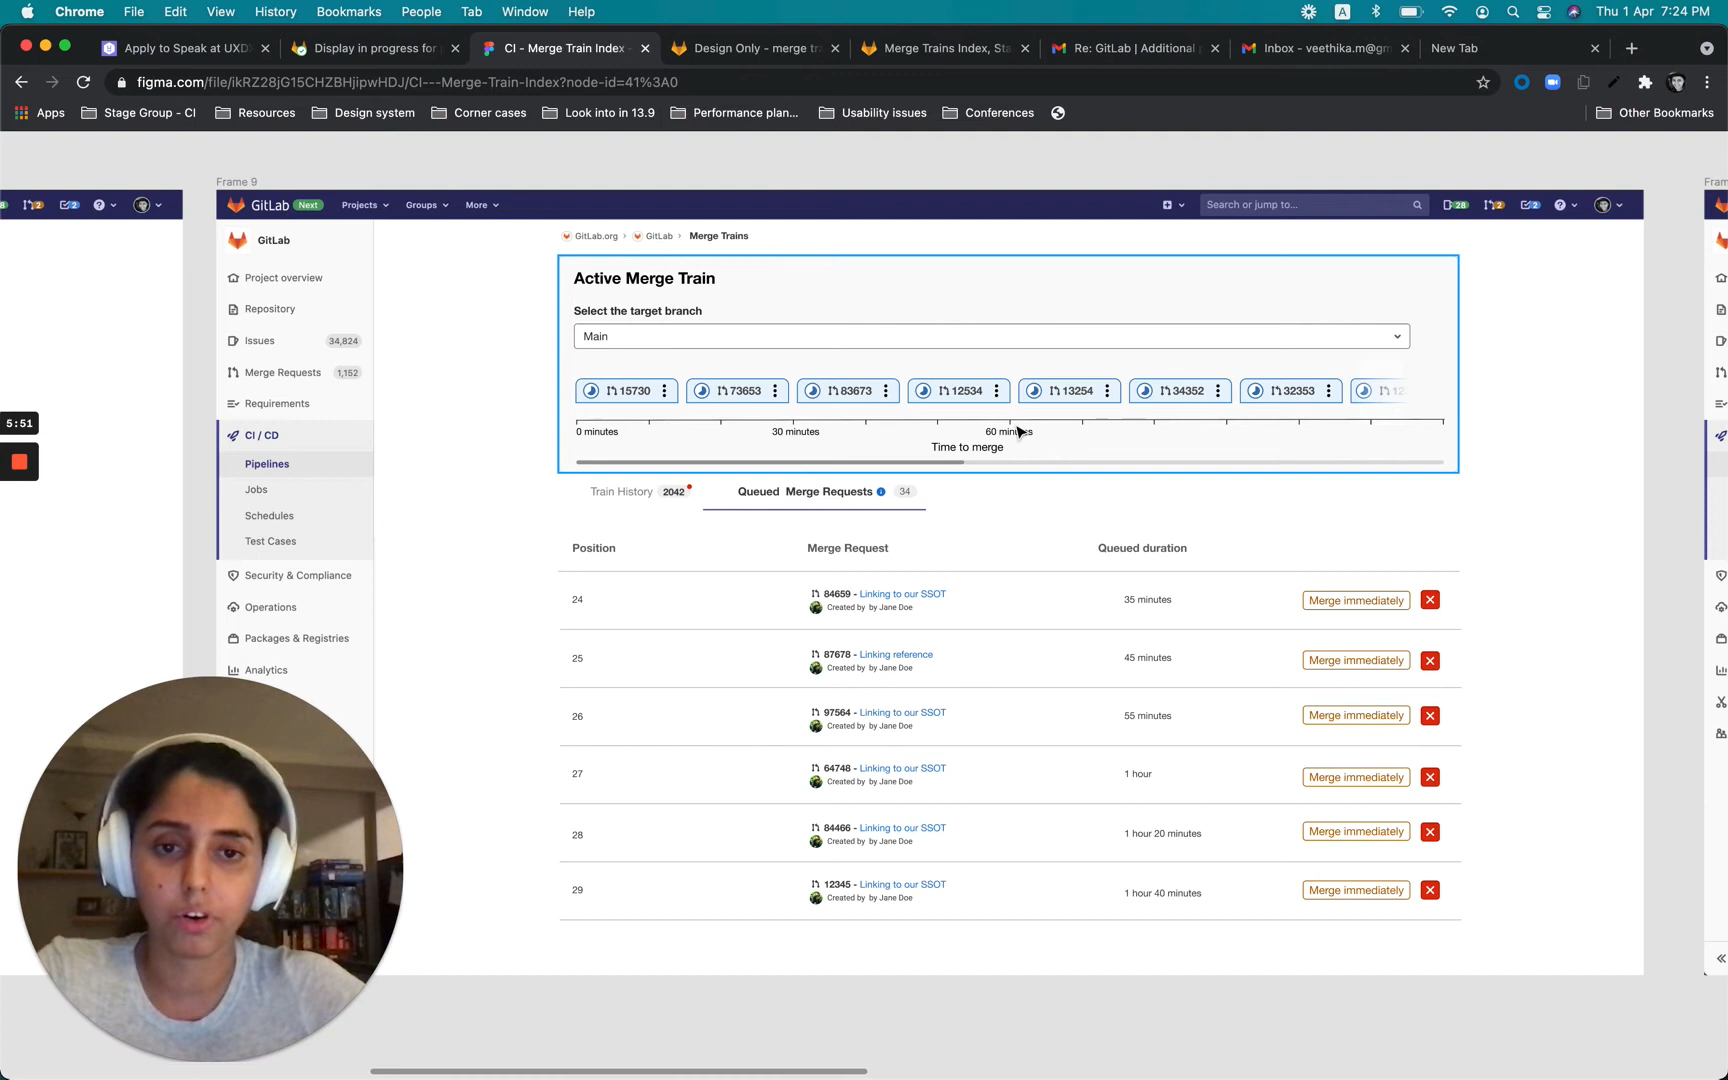 Chrome File Edit View History Bookmarks People Tab Window Help A Thu 1 Apr 7:24 PM
Apply to Speak at UXD
Display in progress for
CI - Merge Train Index -
Design Only - merge tr
Merge Trains Index, Sta
Re: GitLab | Additional
Inbox - veethika.m@gm
New Tab
figma.com/file/ikRZ28jG15CHZBHjipwHDJ/CI---Merge-Train-Index?node-id=41%3A0
Apps Stage Group - CI Resources Design system Corner cases Look into in 13.9 Performance plan... Usability issues Conferences Other Bookmarks
Frame 9
Fram
8 2 2
GitLab Next Projects Groups More Search or jump to... 28 2 2
GitLab
Project overview
Repository
Issues 34,824
Merge Requests 1,152
Requirements
CI / CD
Pipelines
Jobs
Schedules
Test Cases
Security & Compliance
Operations
Packages & Registries
Analytics
5:51
GitLab.org › GitLab › Merge Trains
Active Merge Train
Select the target branch
Main
15730 73653 83673 12534 13254 34352 32353
0 minutes 30 minutes 60 minutes
Time to merge
Train History 2042 Queued Merge Requests 34
Position Merge Request Queued duration
24 84659 - Linking to our SSOT 35 minutes Merge immediately
Created by by Jane Doe
25 87678 - Linking reference 45 minutes Merge immediately
Created by by Jane Doe
26 97564 - Linking to our SSOT 55 minutes Merge immediately
Created by by Jane Doe
27 64748 - Linking to our SSOT 1 hour Merge immediately
Created by by Jane Doe
28 84466 - Linking to our SSOT 1 hour 20 minutes Merge immediately
Created by by Jane Doe
29 12345 - Linking to our SSOT 1 hour 40 minutes Merge immediately
Created by by Jane Doe